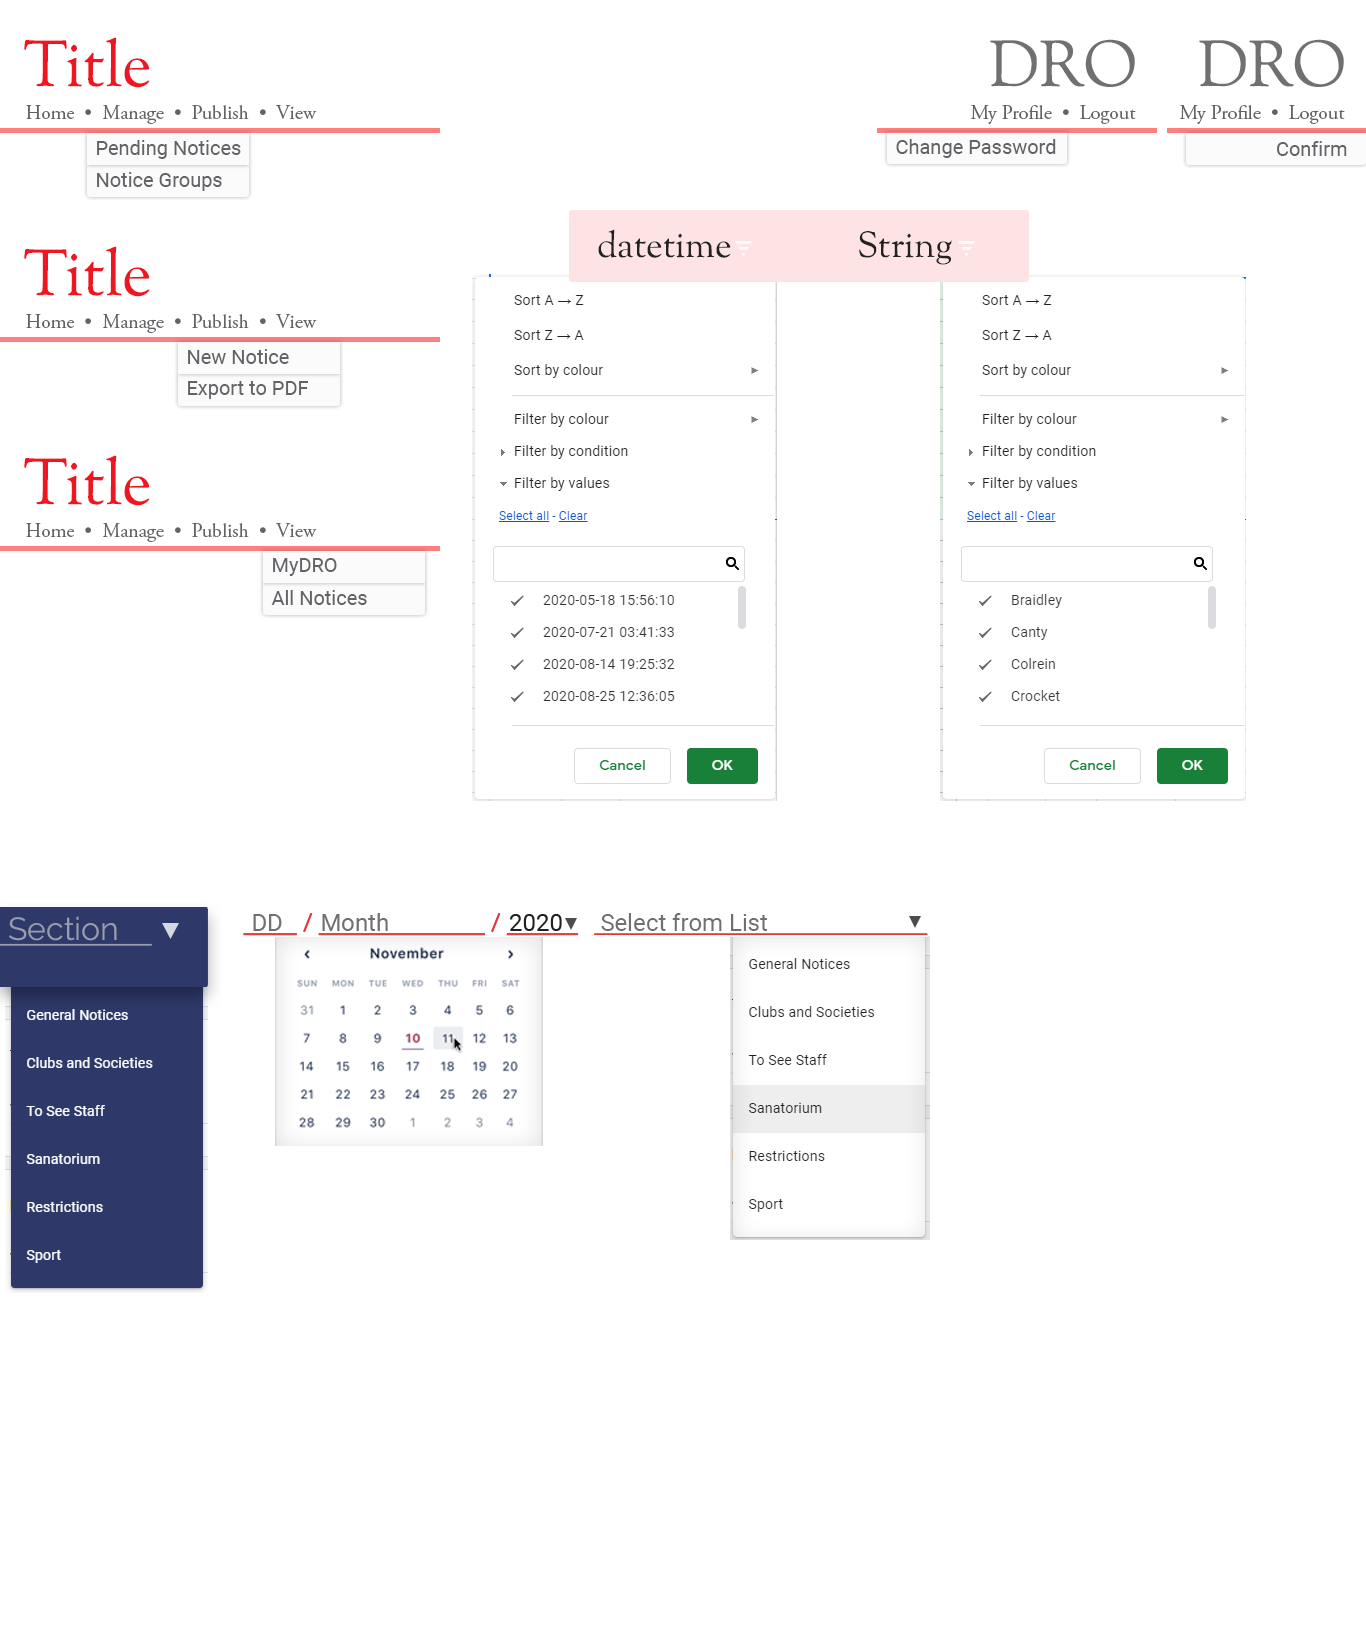 Title
Home • Manage • Publish • View
Pending Notices
Notice Groups
DRO
My Profile • Logout
Change Password
DRO
My Profile • Logout
Confirm
Title
Home • Manage • Publish • View
New Notice
Export to PDF
Title
Home • Manage • Publish • View
MyDRO
All Notices
datetime
Sort A → Z
Sort Z → A
Sort by colour
Filter by colour
Filter by condition
Filter by values
Select all - Clear
2020-05-18 15:56:10
2020-07-21 03:41:33
2020-08-14 19:25:32
2020-08-25 12:36:05
Cancel OK
String
Sort A → Z
Sort Z → A
Sort by colour
Filter by colour
Filter by condition
Filter by values
Select all - Clear
Braidley
Canty
Colrein
Crocket
Cancel OK
Section
General Notices
Clubs and Societies
To See Staff
Sanatorium
Restrictions
Sport
DD / Month / 2020
November
SUN MON TUE WED THU FRI SAT
31 1 2 3 4 5 6
7 8 9 10 11 12 13
14 15 16 17 18 19 20
21 22 23 24 25 26 27
28 29 30 1 2 3 4
Select from List
General Notices
Clubs and Societies
To See Staff
Sanatorium
Restrictions
Sport